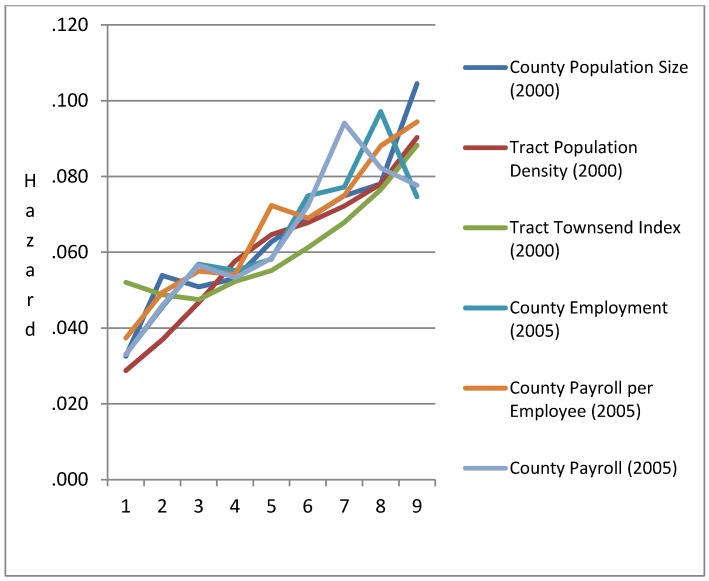 .120
.100
.080
.060
.040
.020
.000
H
a
z
a
r
d
1 2 3 4 5 6 7 8 9
County Population Size
(2000)
Tract Population
Density (2000)
Tract Townsend Index
(2000)
County Employment
(2005)
County Payroll per
Employee (2005)
County Payroll (2005)